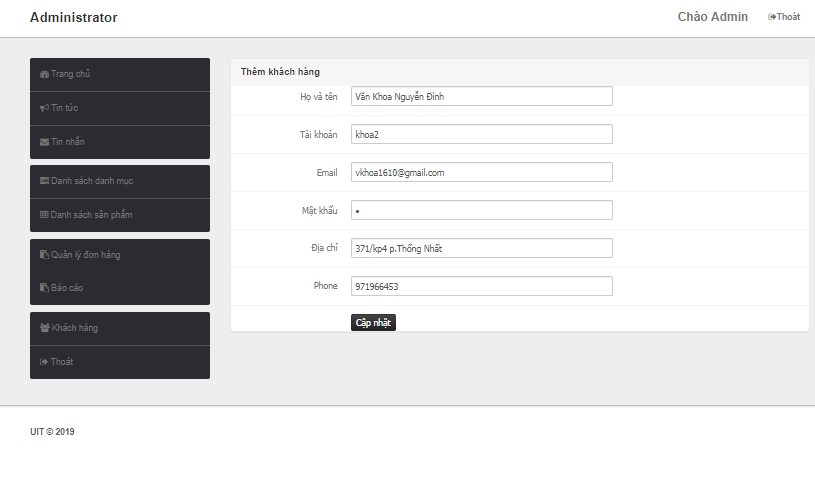 Administrator
Chào Admin
Thoát
Trang chủ
Tin tức
Tin nhắn
Danh sách danh mục
Danh sách sản phẩm
Quản lý đơn hàng
Báo cáo
Khách hàng
Thoát
Thêm khách hàng
Họ và tên Văn Khoa Nguyễn Đình
Tài khoản khoa2
Email vkhoa1610@gmail.com
Mật khẩu •
Địa chỉ 371/kp4 p.Thống Nhất
Phone 971966453
Cập nhật
UIT © 2019